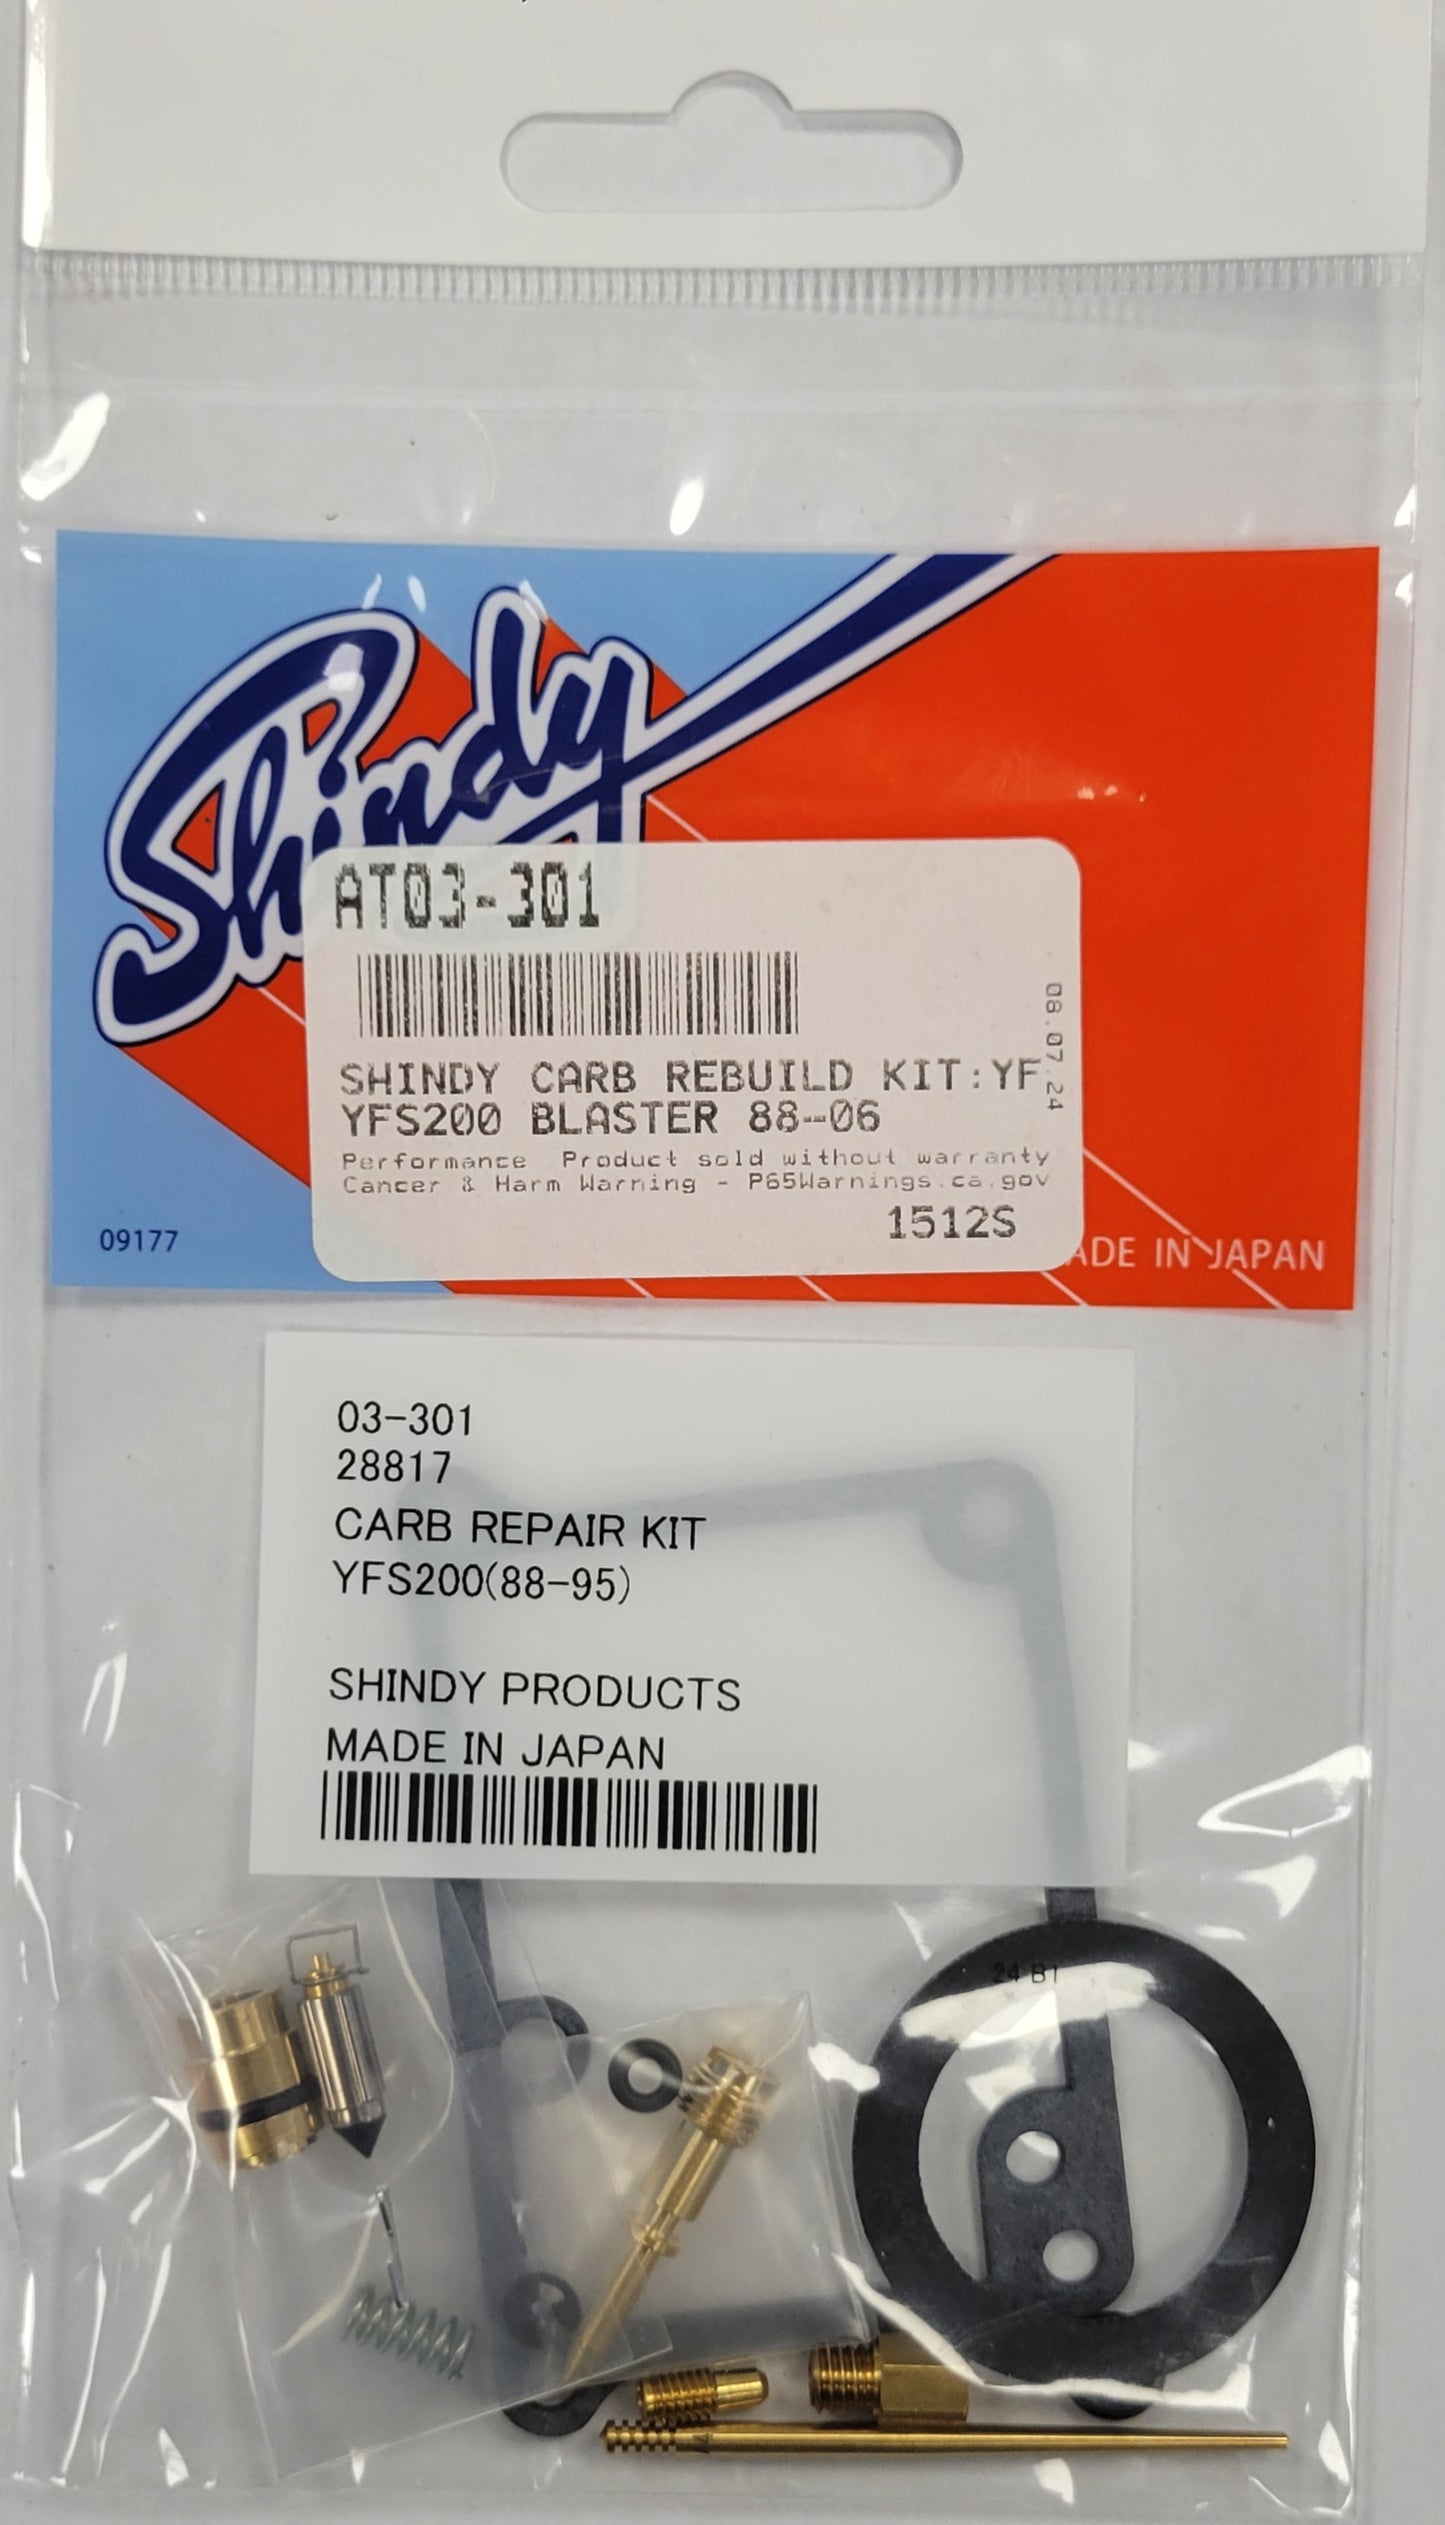 Shindy
AT03-301
08.07.24
SHINDY CARB REBUILD KIT:YF
YFS200 BLASTER 88-06
Performance Product sold without warranty
Cancer & Harm Warning - P65Warnings.ca.gov
1512S
09177
ADE IN JAPAN
03-301
28817
CARB REPAIR KIT
YFS200(88-95)
SHINDY PRODUCTS
MADE IN JAPAN
24 B1